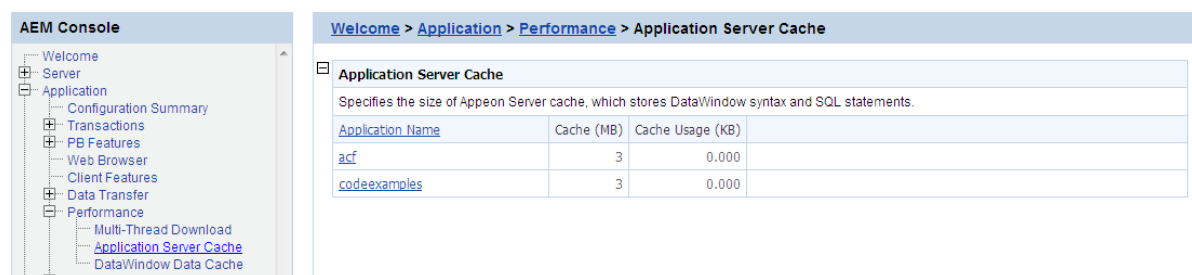 AEM Console
Welcome
Server
Application
Configuration Summary
Transactions
PB Features
Web Browser
Client Features
Data Transfer
Performance
Multi-Thread Download
Application Server Cache
DataWindow Data Cache
Welcome > Application > Performance > Application Server Cache
Application Server Cache
Specifies the size of Appeon Server cache, which stores DataWindow syntax and SQL statements.
Application Name Cache (MB) Cache Usage (KB)
acf 3 0.000
codeexamples 3 0.000